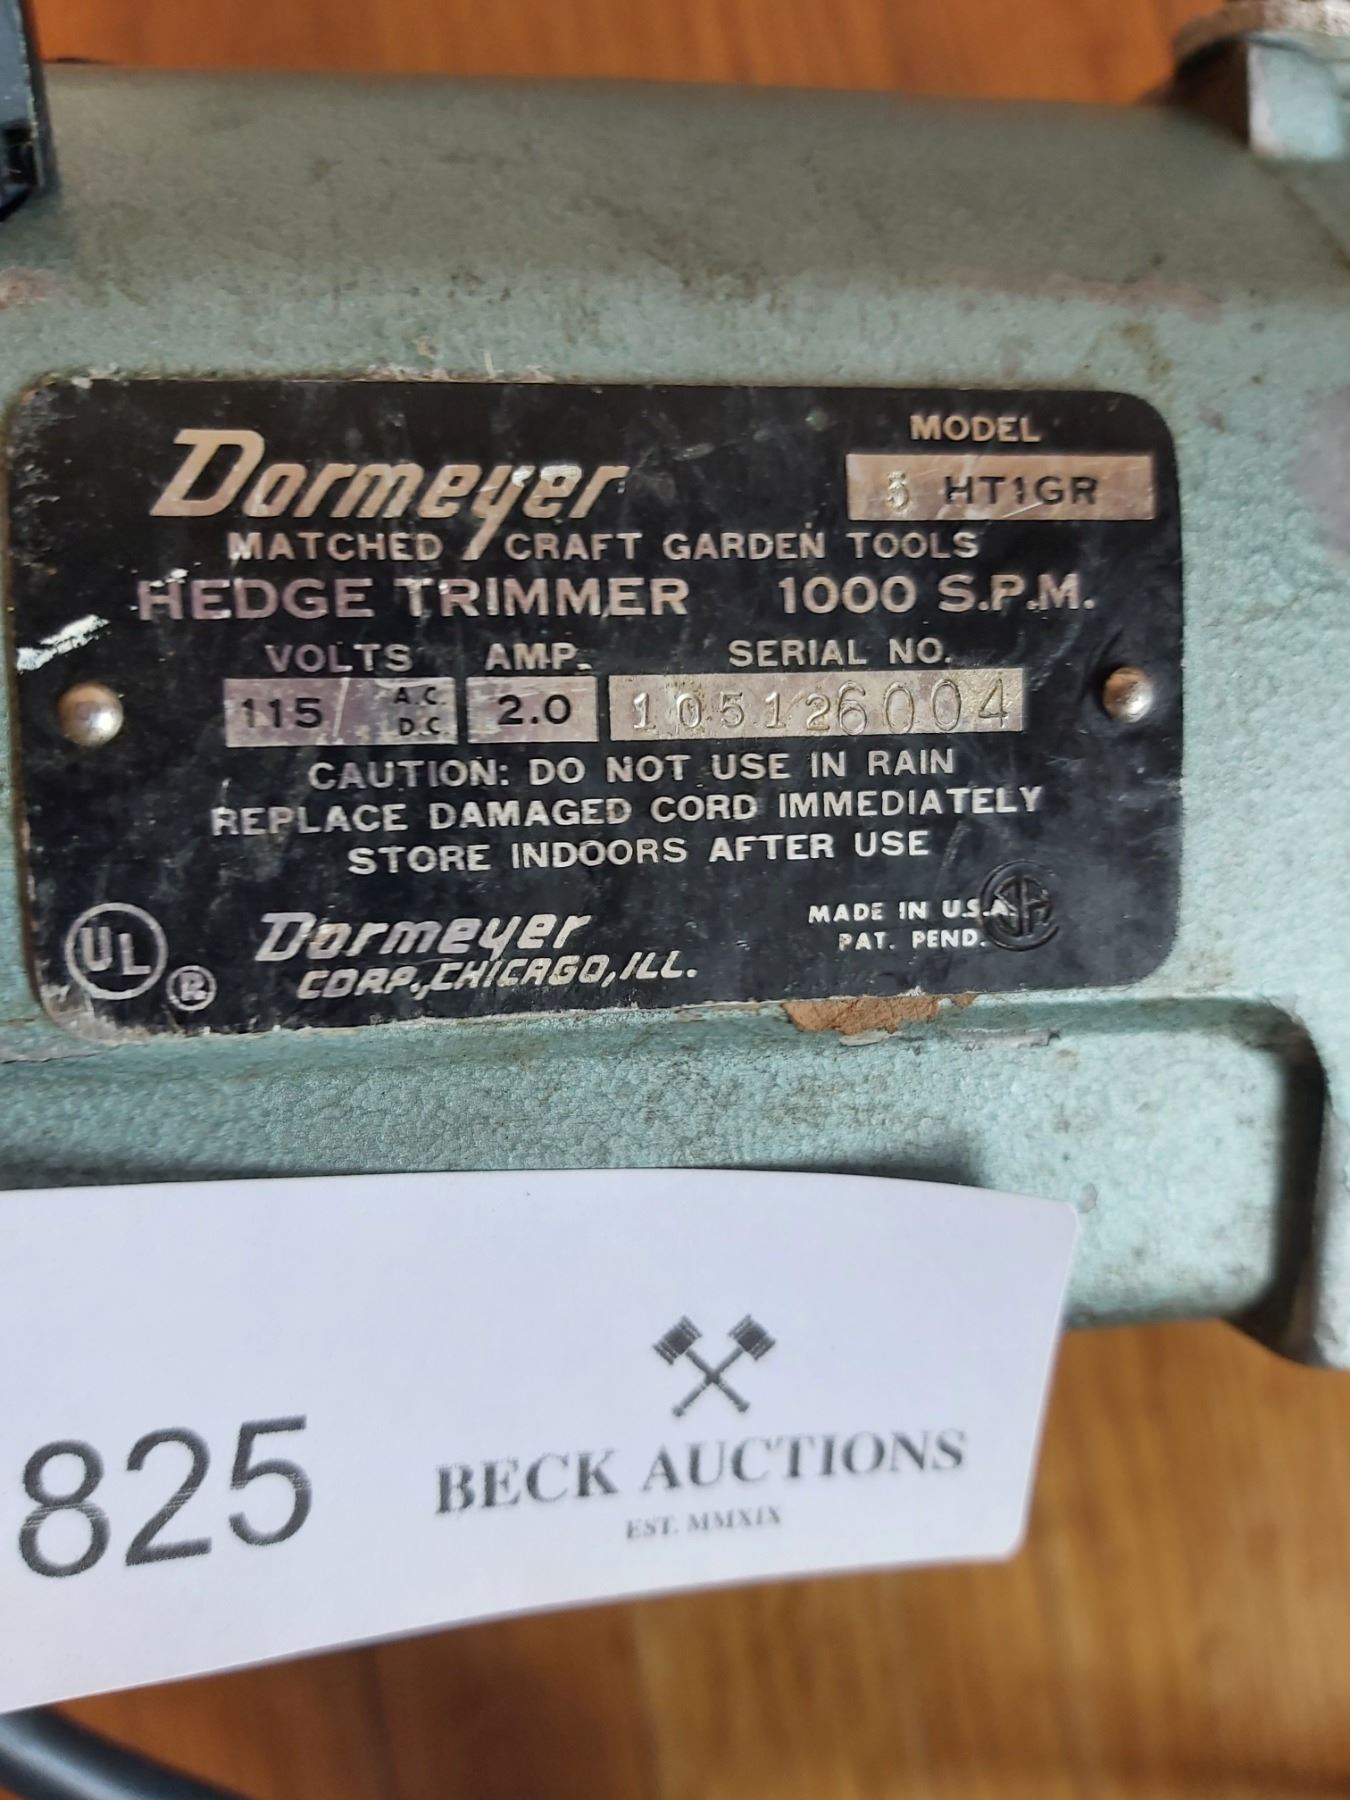 Dormeyer
MODEL
5 HT1GR
MATCHED CRAFT GARDEN TOOLS
HEDGE TRIMMER 1000 S.P.M.
VOLTS AMP. SERIAL NO.
115 A.C. D.C. 2.0 105126004
CAUTION: DO NOT USE IN RAIN
REPLACE DAMAGED CORD IMMEDIATELY
STORE INDOORS AFTER USE
UL ®
Dormeyer
CORP., CHICAGO, ILL.
MADE IN U.S.A.
PAT. PEND.
825
BECK AUCTIONS
EST. MMXIX